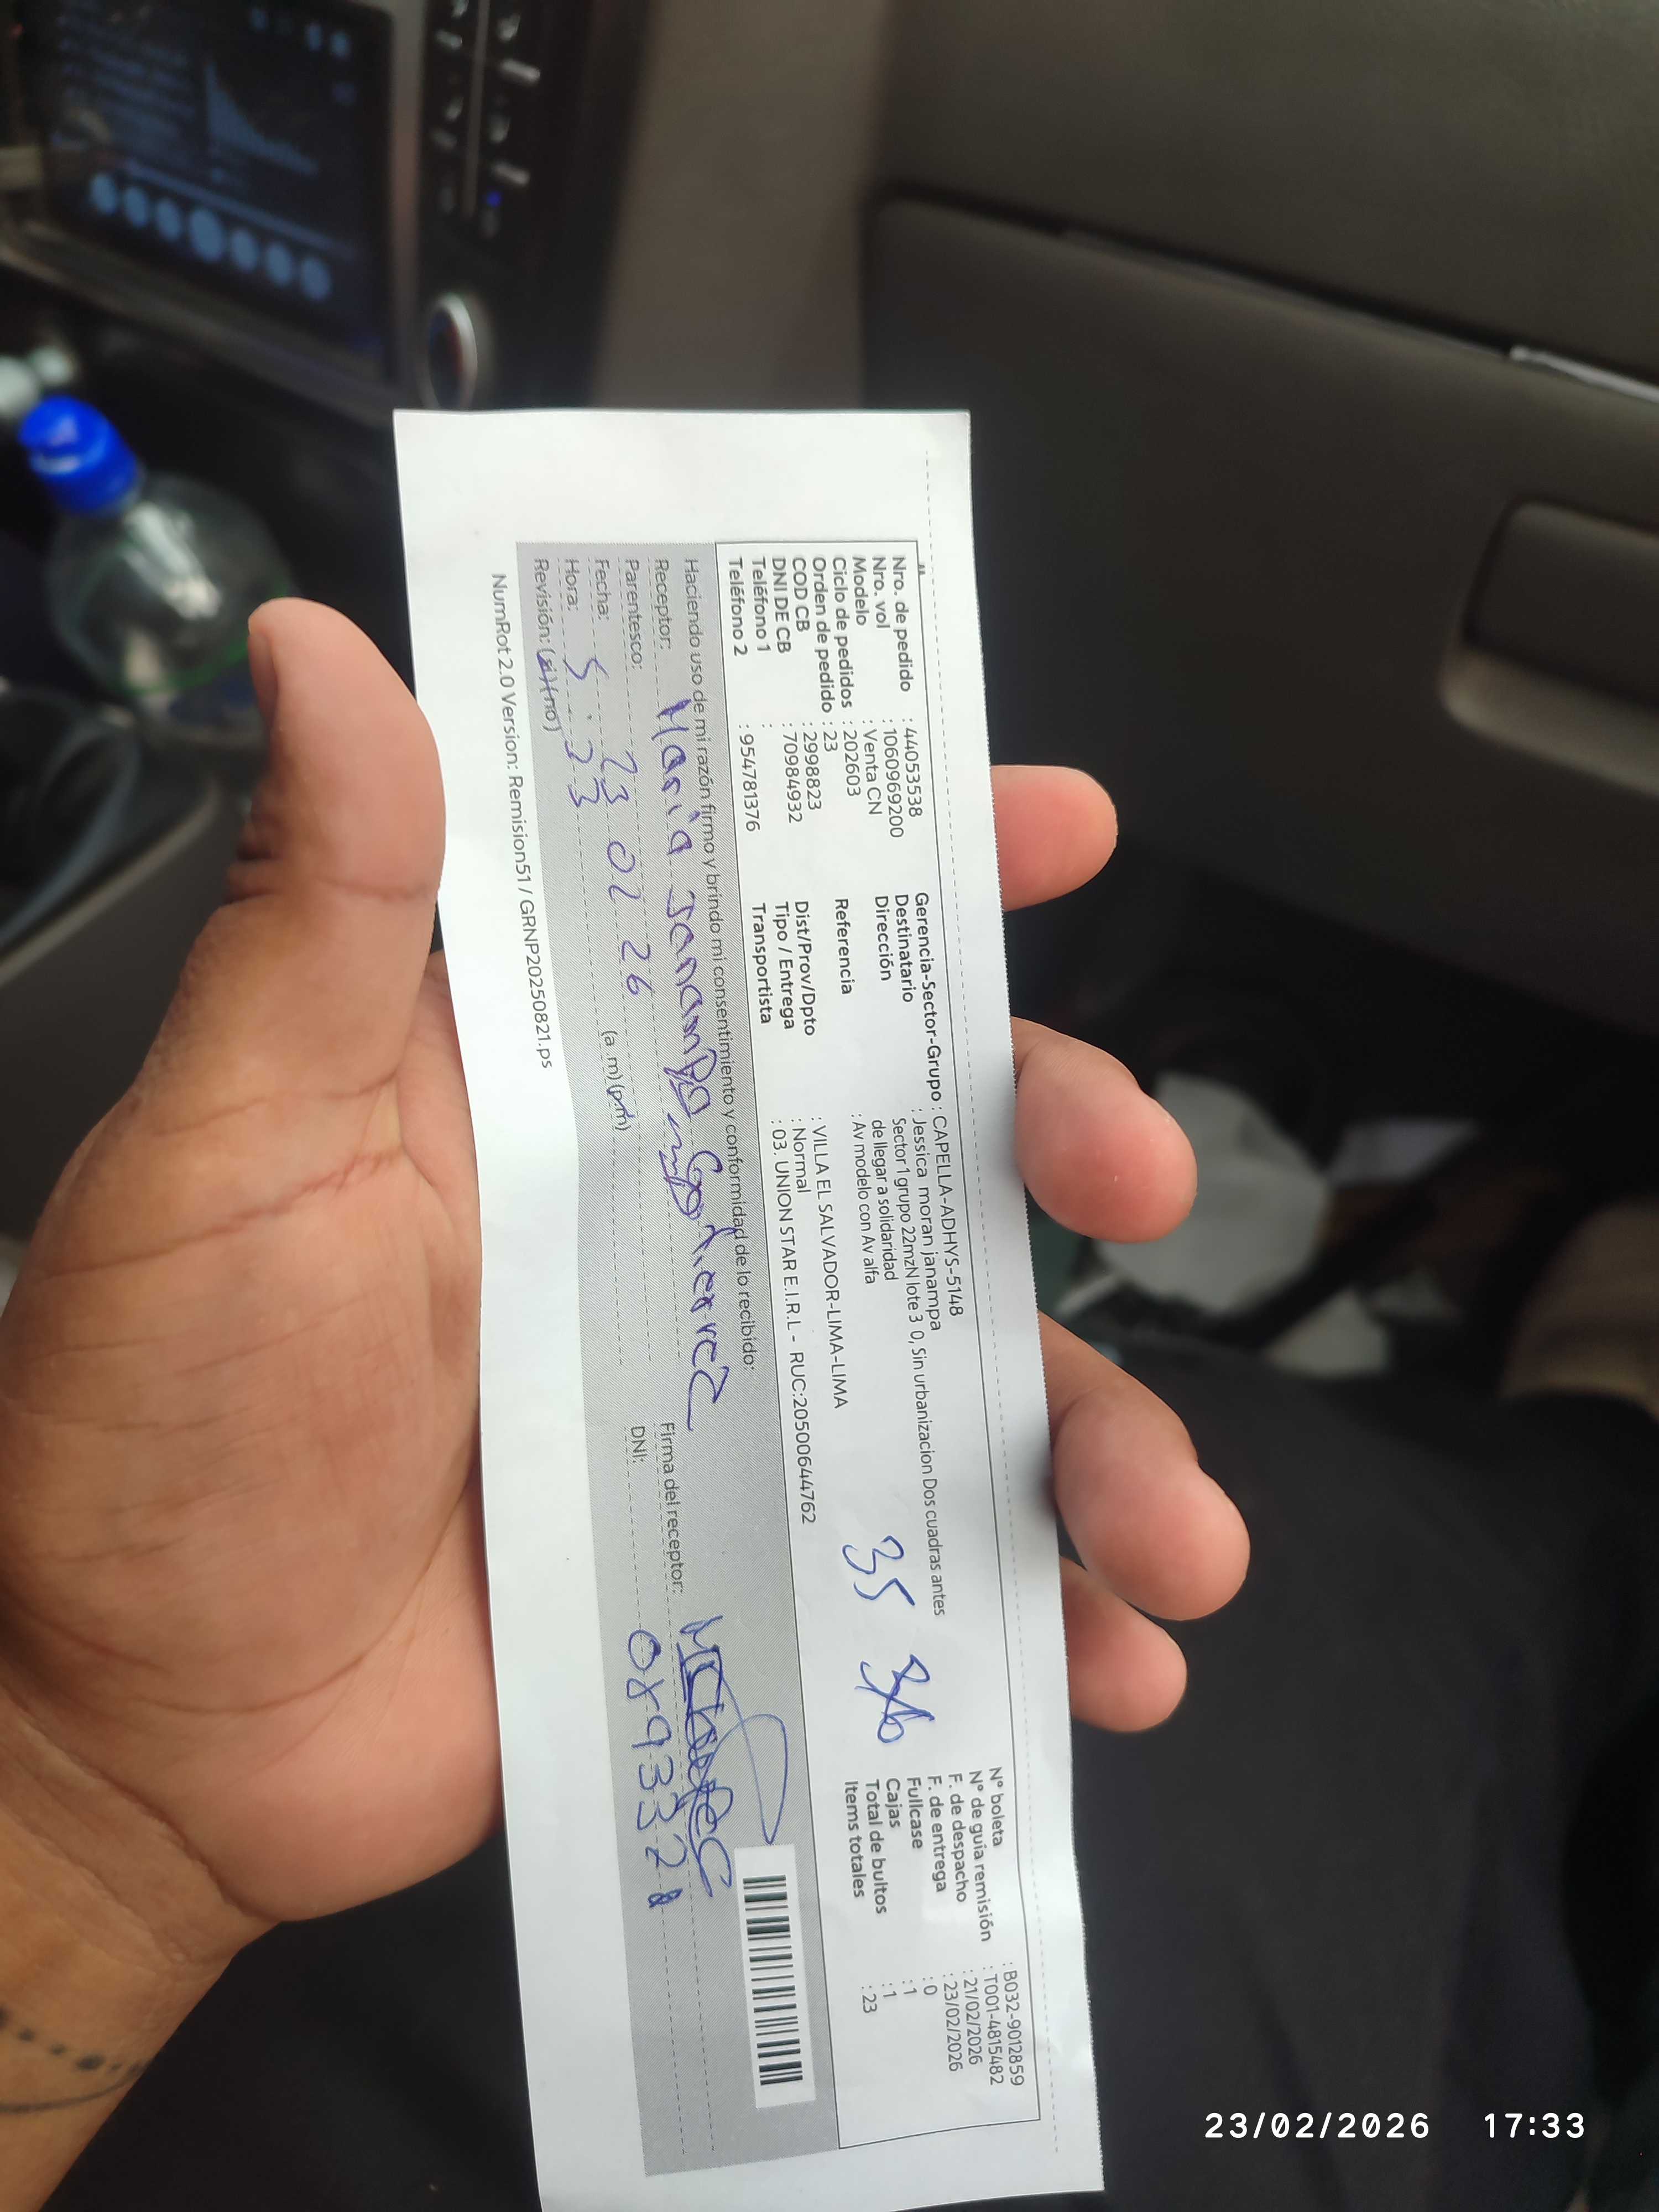 Nro. de pedido : 44053538
Nro. vol : 1060969200
Modelo : Venta CN
Ciclo de pedidos : 202603
Orden de pedido : 23
COD CB : 2998823
DNI DE CB : 70984932
Teléfono 1 :
Teléfono 2 : 954781376
Gerencia-Sector-Grupo : CAPELLA-ADHYS-5148
Destinatario : Jessica moran janampa
Dirección : Sector 1 grupo 22mzN lote 3 0, Sin urbanizacion Dos cuadras antes
de llegar a solidaridad
Referencia : Av modelo con Av alfa
Dist/Prov/Dpto : VILLA EL SALVADOR-LIMA-LIMA
Tipo / Entrega : Normal
Transportista : 03. UNION STAR E.I.R.L - RUC:20500644762
35
N° boleta : B032-9012859
N° de guia remisión : T001-4815482
F. de despacho : 21/02/2026
F. de entrega : 23/02/2026
Fullcase : 0
Cajas : 1
Total de bultos : 1
Items totales : 23
Haciendo uso de mi razón firmo y brindo mi consentimiento y conformidad de lo recibido:
Receptor: Maria Janampa
Firma del receptor:
Parentesco:
DNI:
Fecha: 23 02 26
Hora: 5 : 23 (a m) (pm)
Revisión: (si) (no)
NumRot 2.0 Version: Remision51 / GRNP20250821.ps
23/02/2026 17:33